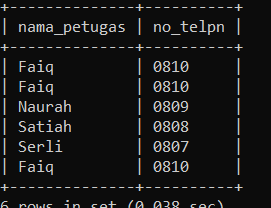 +--------------+----------+
| nama_petugas | no_telpn |
+--------------+----------+
| Faiq | 0810 |
| Faiq | 0810 |
| Naurah | 0809 |
| Satiah | 0808 |
| Serli | 0807 |
| Faiq | 0810 |
+--------------+----------+
6 rows in set (0.038 sec)